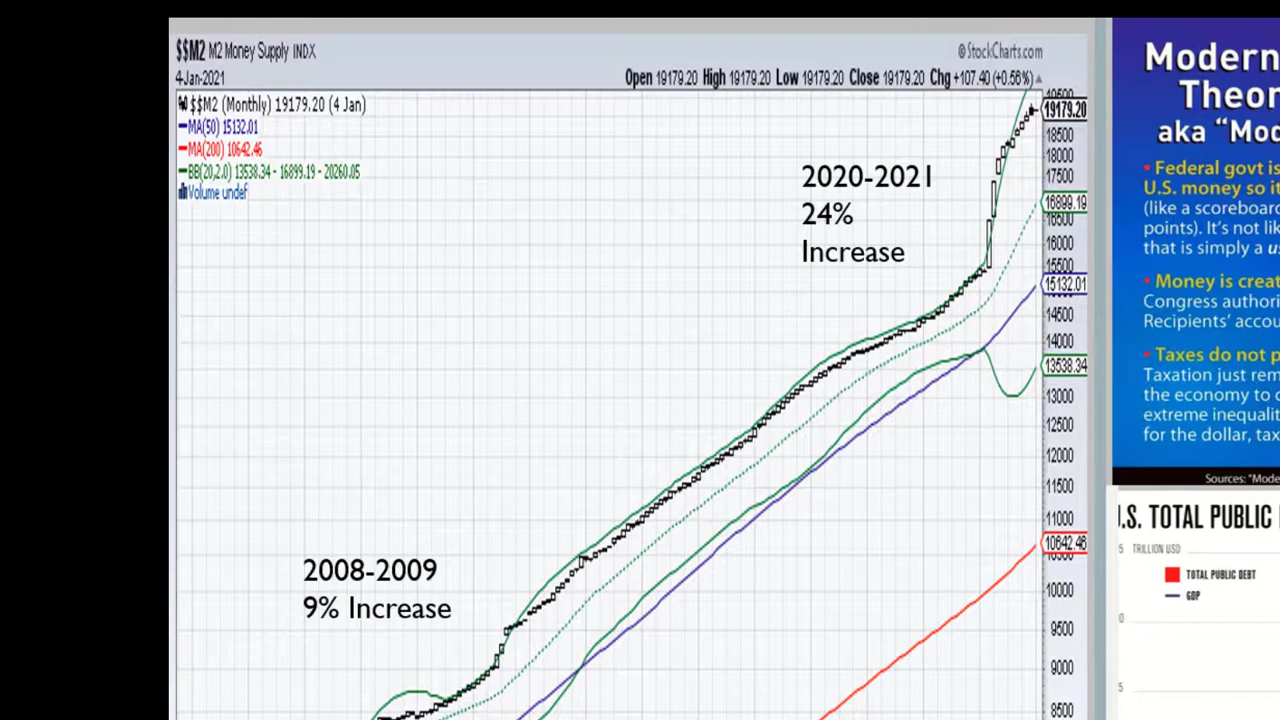 $$M2 M2 Money Supply INDX
@StockCharts.com
4-Jan-2021
Open 19179.20 High 19179.20 Low 19179.20 Close 19179.20 Chg +107.40 (+0.56%)
$$M2 (Monthly) 19179.20 (4 Jan)
MA(50) 15132.01
MA(200) 10642.46
BB(20,2.0) 13538.34 - 16899.19 - 20260.05
Volume undef
2020-2021
24%
Increase
2008-2009
9% Increase
19179.20
18500
18000
17500
16899.19
16500
16000
15500
15132.01
14500
14000
13538.34
13000
12500
12000
11500
11000
10642.46
10000
9500
9000
8500
Modern
Theor
aka “Mod
• Federal govt is
U.S. money so it
(like a scoreboard
points). It’s not lik
that is simply a us
• Money is creat
Congress authori
Recipients’ accou
• Taxes do not p
Taxation just rem
the economy to c
extreme inequalit
for the dollar, tax
Sources: “Mode
U.S. TOTAL PUBLIC
5 TRILLION USD
TOTAL PUBLIC DEBT
GDP
0
5